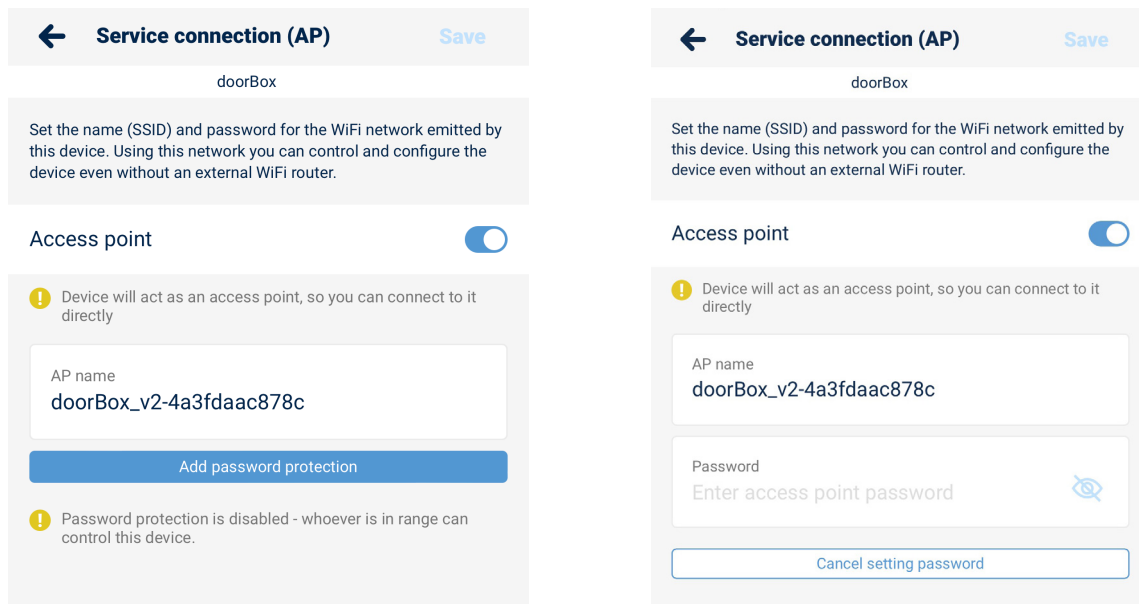 Service connection (AP)
Save
doorBox
Set the name (SSID) and password for the WiFi network emitted by
this device. Using this network you can control and configure the
device even without an external WiFi router.
Access point
Device will act as an access point, so you can connect to it
directly
AP name
doorBox_v2-4a3fdaac878c
Add password protection
Password protection is disabled - whoever is in range can
control this device.
Service connection (AP)
Save
doorBox
Set the name (SSID) and password for the WiFi network emitted by
this device. Using this network you can control and configure the
device even without an external WiFi router.
Access point
Device will act as an access point, so you can connect to it
directly
AP name
doorBox_v2-4a3fdaac878c
Password
Enter access point password
Cancel setting password